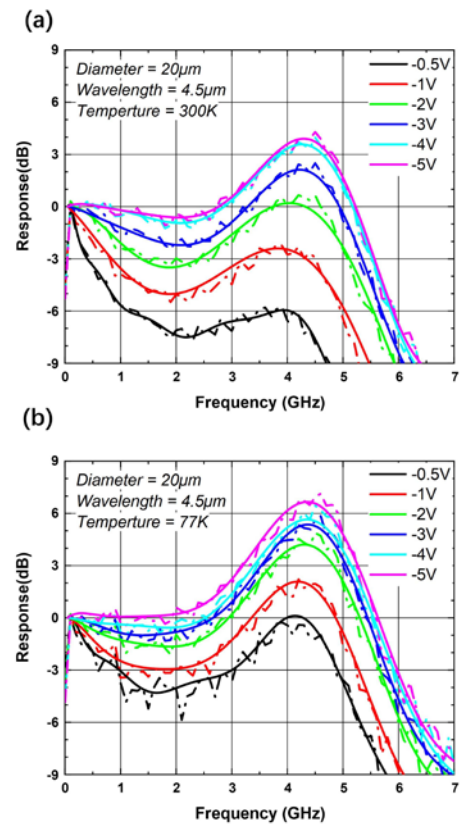 (a)
Diameter = 20μm
Wavelength = 4.5μm
Temperture = 300K
-0.5V
-1V
-2V
-3V
-4V
-5V
9
6
3
0
-3
-6
-9
Response(dB)
0 1 2 3 4 5 6 7
Frequency (GHz)
(b)
Diameter = 20μm
Wavelength = 4.5μm
Temperture = 77K
-0.5V
-1V
-2V
-3V
-4V
-5V
9
6
3
0
-3
-6
-9
Response(dB)
0 1 2 3 4 5 6 7
Frequency (GHz)